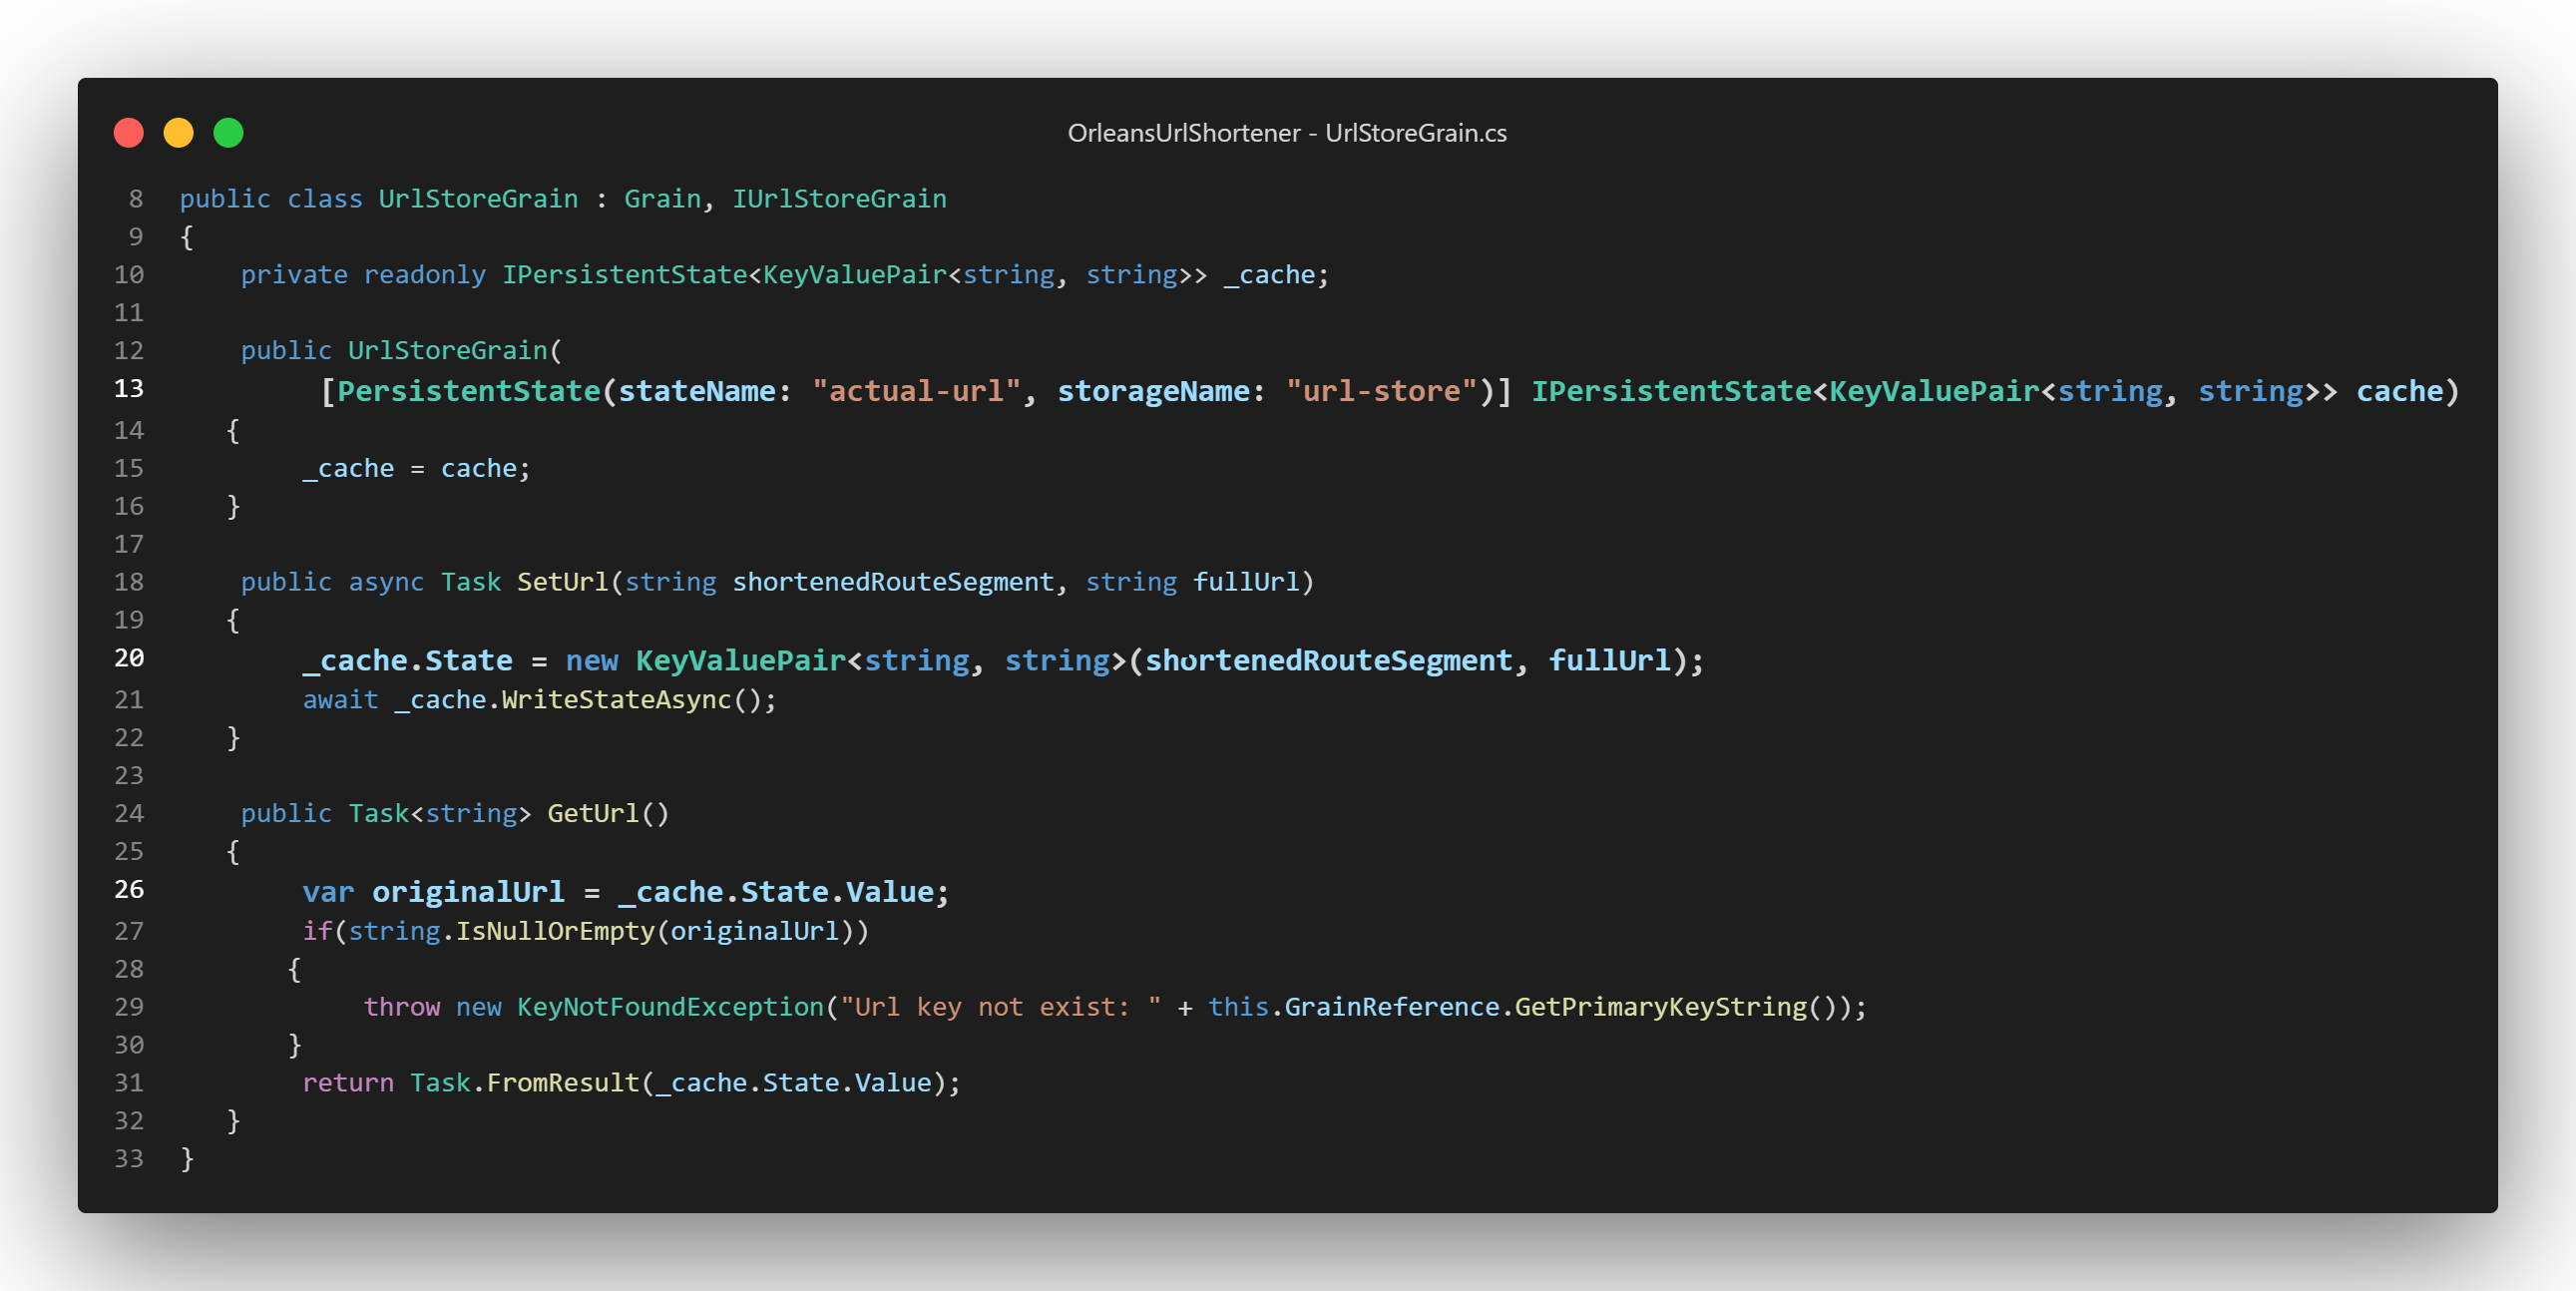 OrleansUrlShortener - UrlStoreGrain.cs
8 public class UrlStoreGrain : Grain, IUrlStoreGrain
9 {
10     private readonly IPersistentState<KeyValuePair<string, string>> _cache;
11
12     public UrlStoreGrain(
13         [PersistentState(stateName: "actual-url", storageName: "url-store")] IPersistentState<KeyValuePair<string, string>> cache)
14    {
15         _cache = cache;
16    }
17
18     public async Task SetUrl(string shortenedRouteSegment, string fullUrl)
19    {
20         _cache.State = new KeyValuePair<string, string>(shortenedRouteSegment, fullUrl);
21         await _cache.WriteStateAsync();
22    }
23
24     public Task<string> GetUrl()
25    {
26         var originalUrl = _cache.State.Value;
27         if(string.IsNullOrEmpty(originalUrl))
28        {
29             throw new KeyNotFoundException("Url key not exist: " + this.GrainReference.GetPrimaryKeyString());
30        }
31         return Task.FromResult(_cache.State.Value);
32    }
33 }